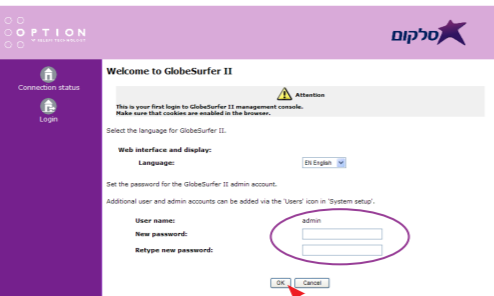 OPTION
WIRELESS TECHNOLOGY
סלקום
Connection status
Login
Welcome to GlobeSurfer II
Attention
This is your first login to GlobeSurfer II management console.
Make sure that cookies are enabled in the browser.
Select the language for GlobeSurfer II.
Web interface and display:
Language: EN English
Set the password for the GlobeSurfer II admin account.
Additional user and admin accounts can be added via the 'Users' icon in 'System setup'.
User name: admin
New password:
Retype new password:
OK Cancel